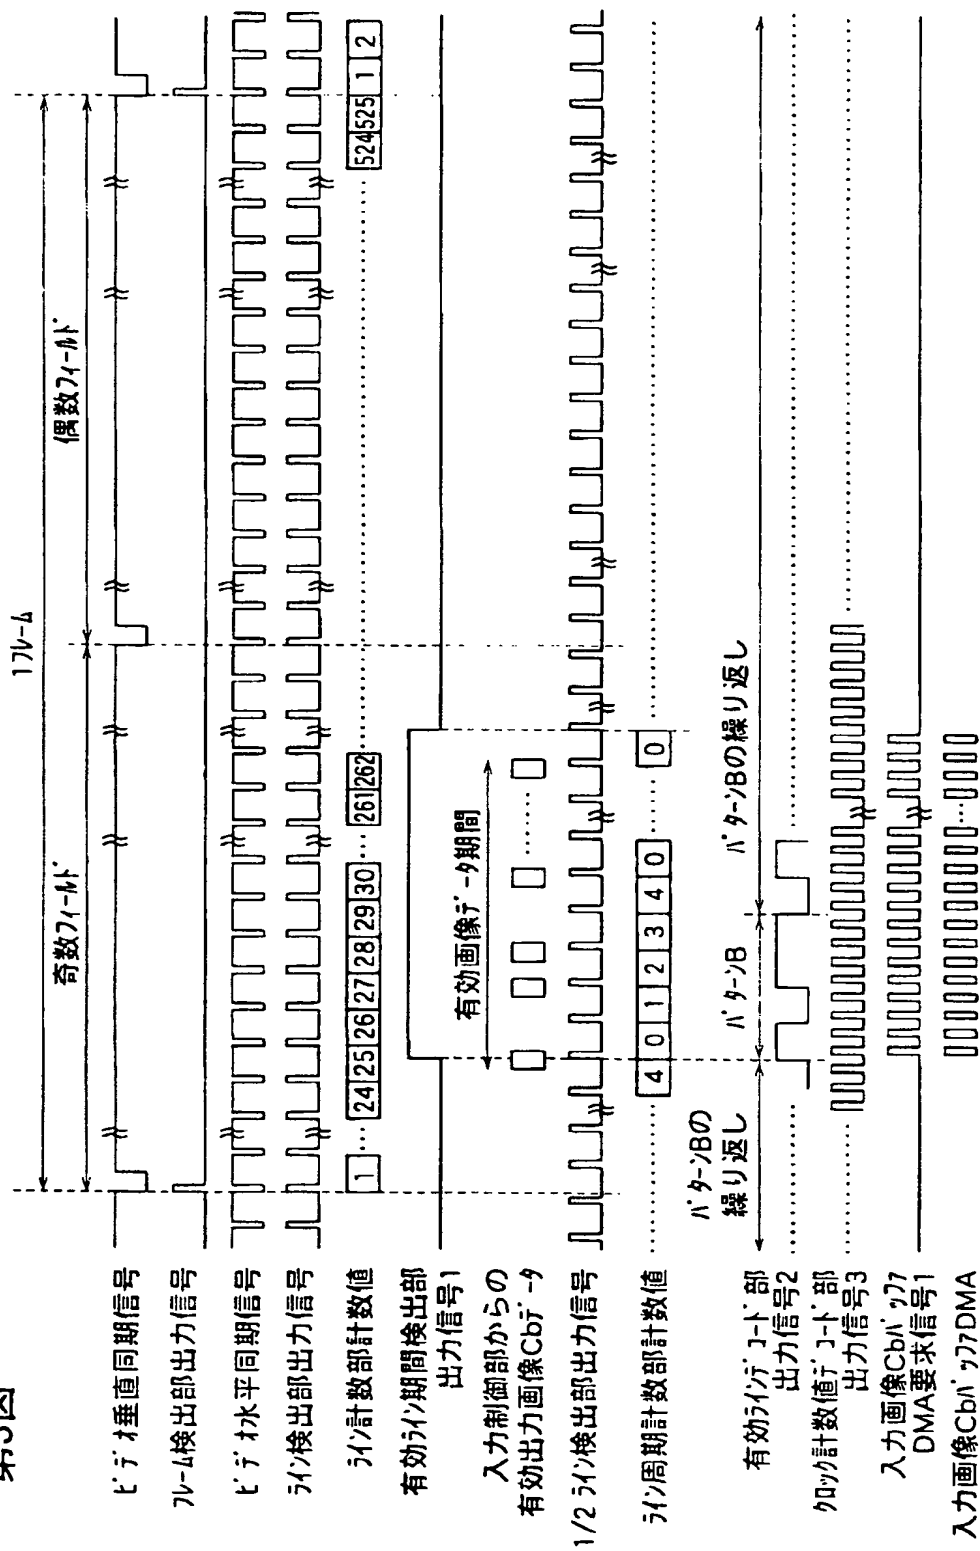 1ﾌﾚｰﾑ
奇数ﾌｨｰﾙﾄﾞ
偶数ﾌｨｰﾙﾄﾞ
ﾋﾞﾃﾞｵ垂直同期信号
ﾌﾚｰﾑ検出部出力信号
ﾋﾞﾃﾞｵ水平同期信号
ﾗｲﾝ検出部出力信号
ﾗｲﾝ計数部計数値
1 ‥‥ 24 25 26 27 28 29 30 ‥‥ 261 262 ‥‥ 524 525 1 2
有効ﾗｲﾝ期間検出部
出力信号1
有効画像ﾃﾞｰﾀ期間
入力制御部からの
有効出力画像Cbﾃﾞｰﾀ
1/2 ﾗｲﾝ検出部出力信号
ﾗｲﾝ周期計数部計数値
‥‥ 4 0 1 2 3 4 0 ‥‥ 0 ‥‥
ﾊﾟﾀｰﾝBの
繰り返し
ﾊﾟﾀｰﾝB
ﾊﾟﾀｰﾝBの繰り返し
有効ﾗｲﾝﾃﾞｺｰﾄﾞ部
出力信号2
ｸﾛｯｸ計数値ﾃﾞｺｰﾄﾞ部
出力信号3
入力画像Cbﾊﾞｯﾌｧ
DMA要求信号1
入力画像CbﾊﾞｯﾌｧDMA